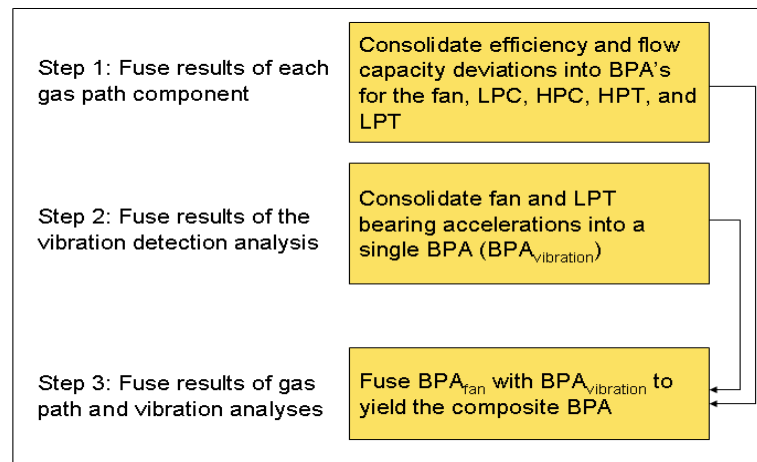 Step 1: Fuse results of each
gas path component
Consolidate efficiency and flow
capacity deviations into BPA's
for the fan, LPC, HPC, HPT, and
LPT
Step 2: Fuse results of the
vibration detection analysis
Consolidate fan and LPT
bearing accelerations into a
single BPA (BPAvibration)
Step 3: Fuse results of gas
path and vibration analyses
Fuse BPAfan with BPAvibration to
yield the composite BPA